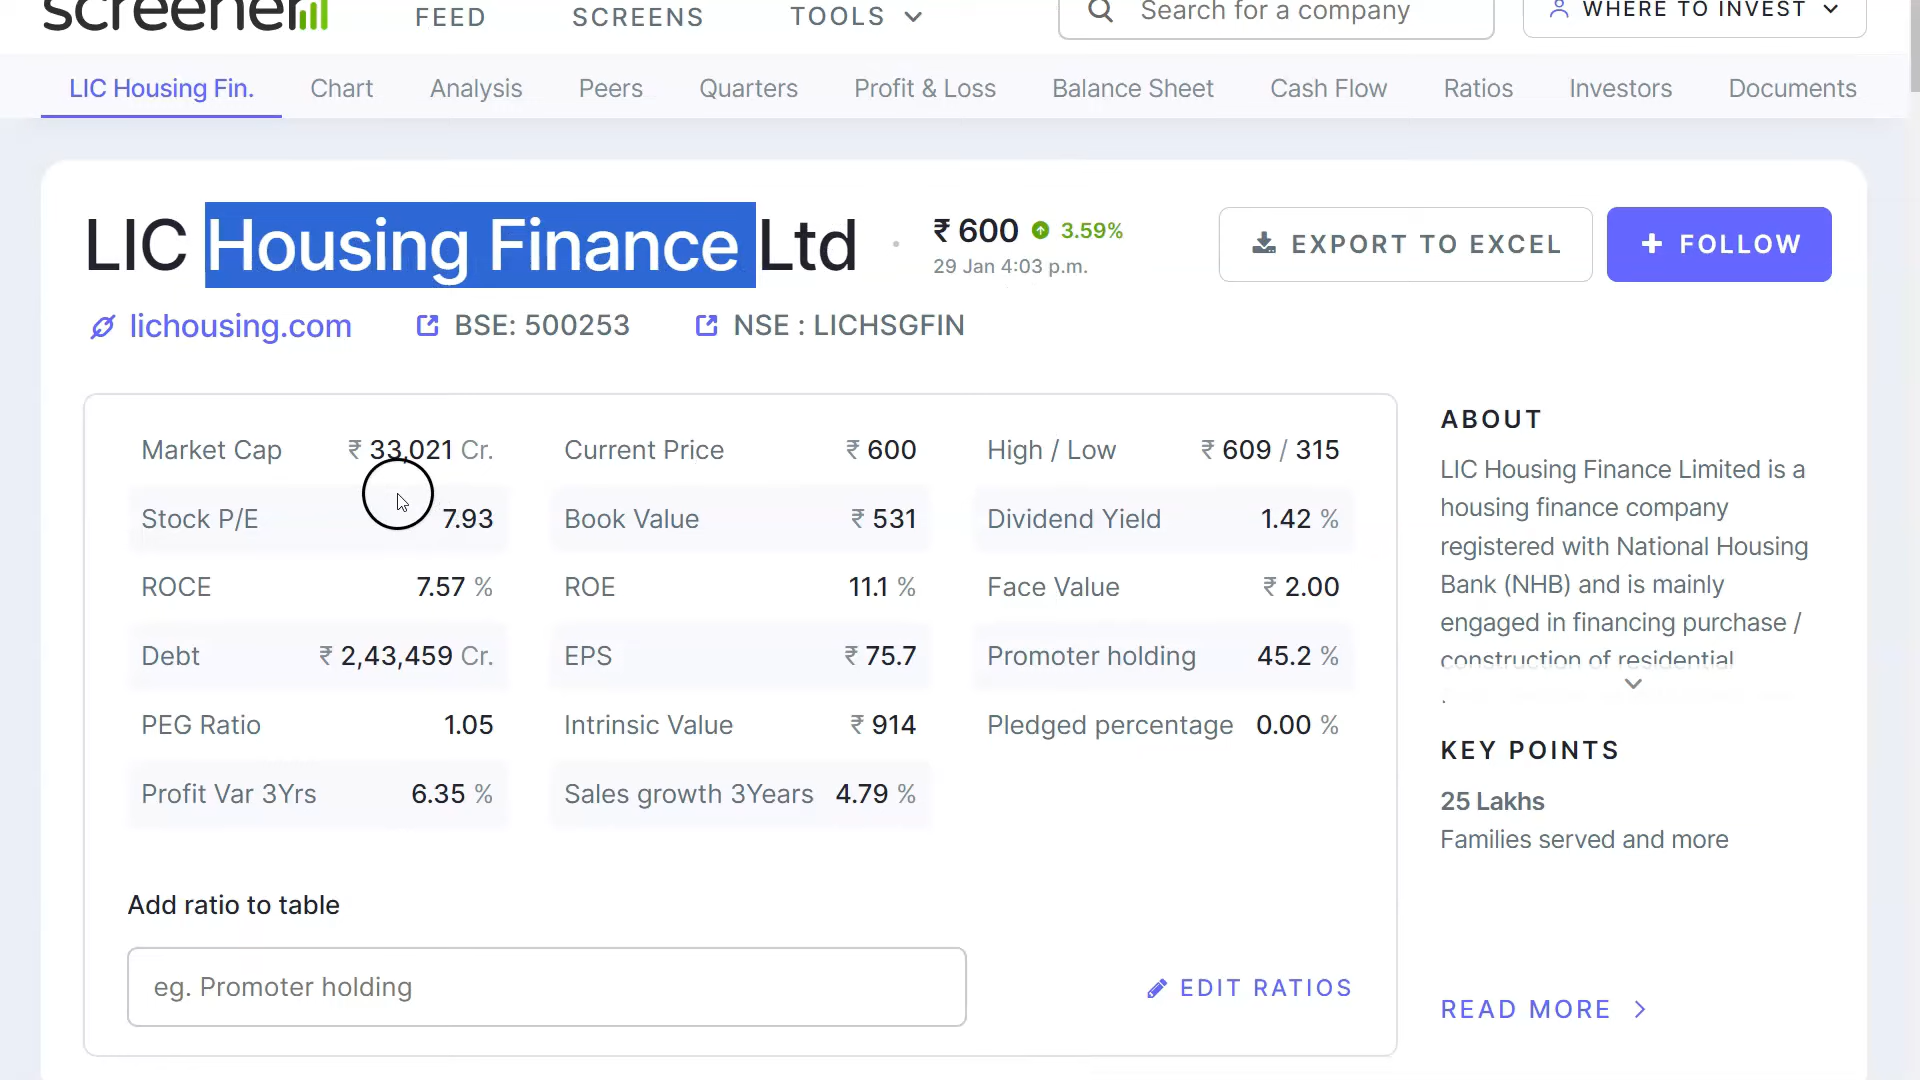 screener
FEED
SCREENS
TOOLS
Search for a company
WHERE TO INVEST
LIC Housing Fin.
Chart
Analysis
Peers
Quarters
Profit & Loss
Balance Sheet
Cash Flow
Ratios
Investors
Documents
LIC Housing Finance Ltd
₹ 600 3.59%
29 Jan 4:03 p.m.
EXPORT TO EXCEL
+ FOLLOW
lichousing.com
BSE: 500253
NSE : LICHSGFIN
Market Cap ₹ 33,021 Cr.
Current Price ₹ 600
High / Low ₹ 609 / 315
Stock P/E 7.93
Book Value ₹ 531
Dividend Yield 1.42 %
ROCE 7.57 %
ROE 11.1 %
Face Value ₹ 2.00
Debt ₹ 2,43,459 Cr.
EPS ₹ 75.7
Promoter holding 45.2 %
PEG Ratio 1.05
Intrinsic Value ₹ 914
Pledged percentage 0.00 %
Profit Var 3Yrs 6.35 %
Sales growth 3Years 4.79 %
Add ratio to table
eg. Promoter holding
EDIT RATIOS
ABOUT
LIC Housing Finance Limited is a
housing finance company
registered with National Housing
Bank (NHB) and is mainly
engaged in financing purchase /
construction of residential
KEY POINTS
25 Lakhs
Families served and more
READ MORE